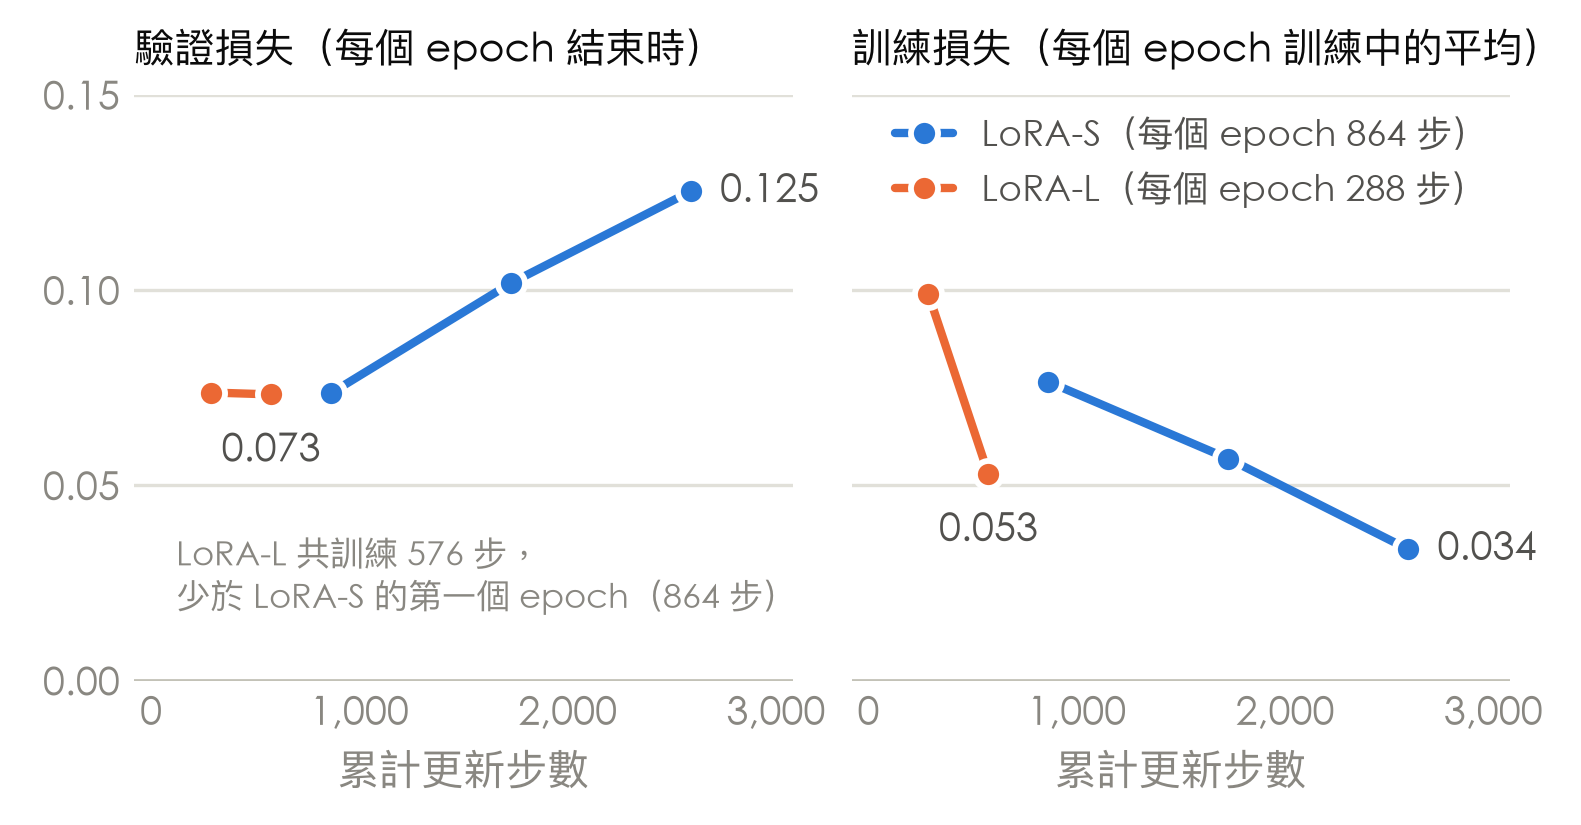 驗證損失（每個 epoch 結束時）
0.15
0.10
0.05
0.00
0.125
0.073
LoRA-L 共訓練 576 步，
少於 LoRA-S 的第一個 epoch（864 步）
0
1,000
2,000
3,000
累計更新步數
訓練損失（每個 epoch 訓練中的平均）
LoRA-S（每個 epoch 864 步）
LoRA-L（每個 epoch 288 步）
0.053
0.034
0
1,000
2,000
3,000
累計更新步數